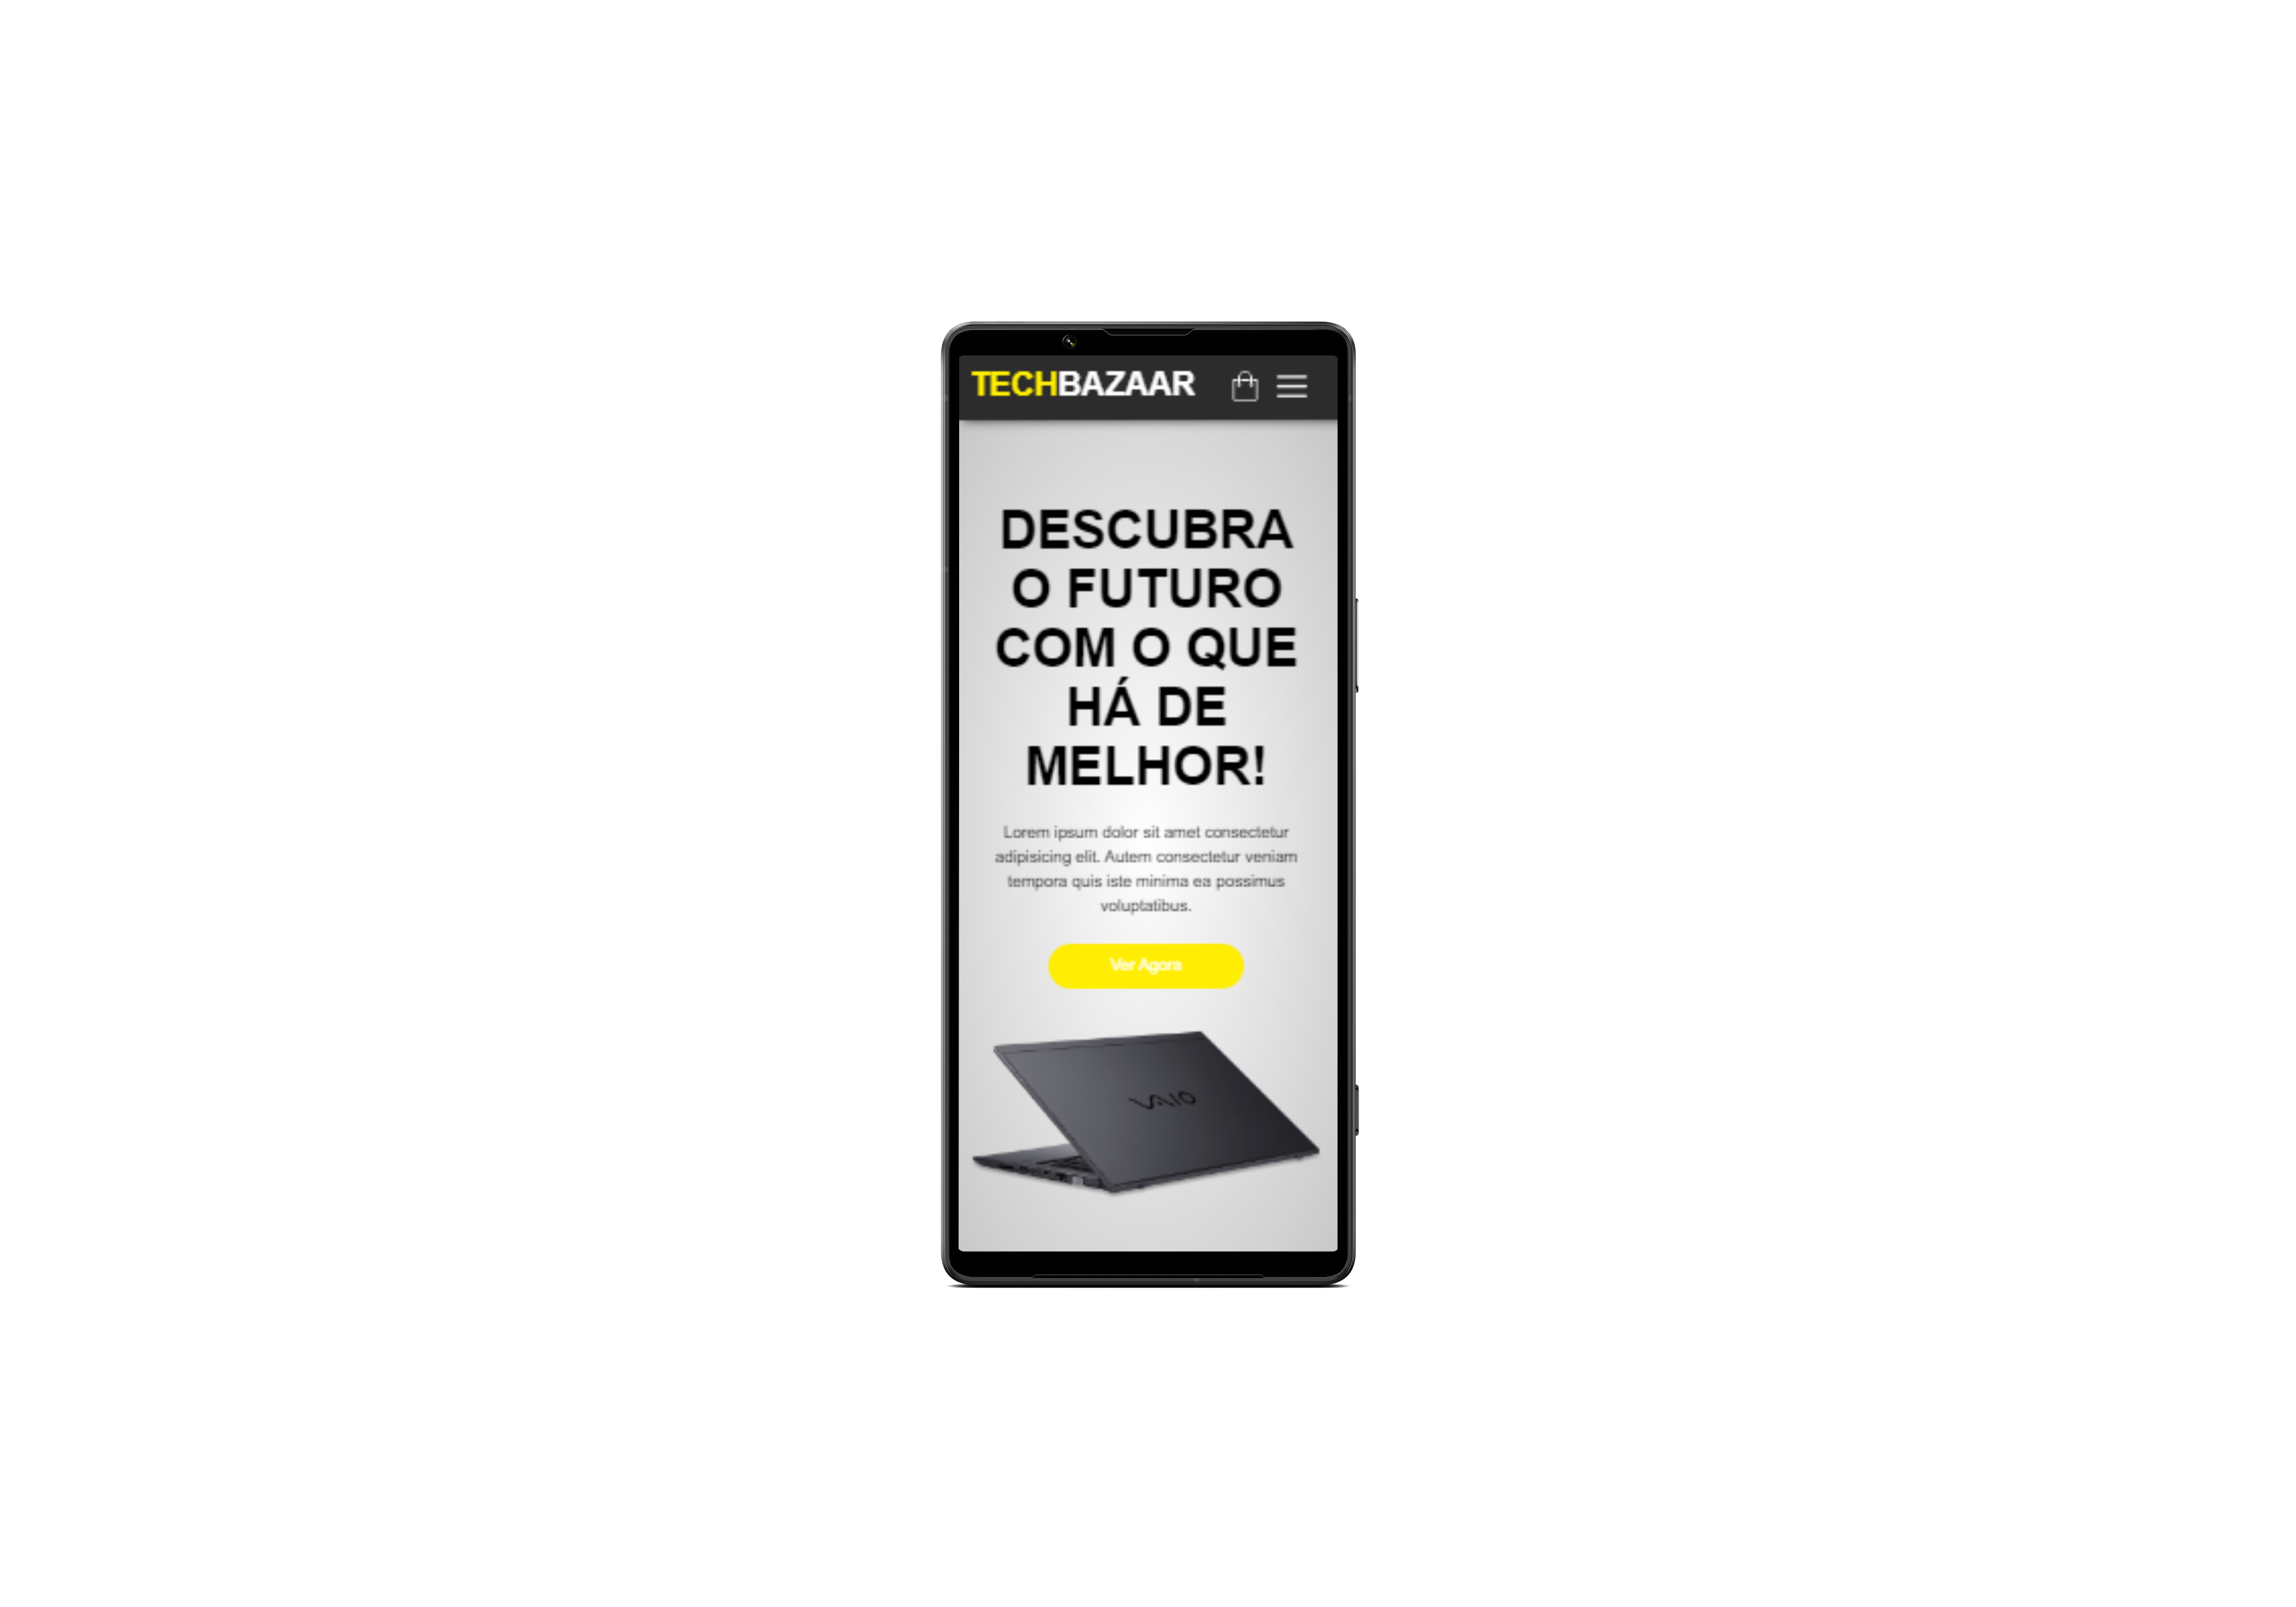 TECHBAZAAR
DESCUBRA
O FUTURO
COM O QUE
HÁ DE
MELHOR!
Lorem ipsum dolor sit amet consectetur
adipisicing elit. Autem consectetur veniam
tempora quis iste minima ea possimus
voluptatibus.
Ver Agora
VAIO